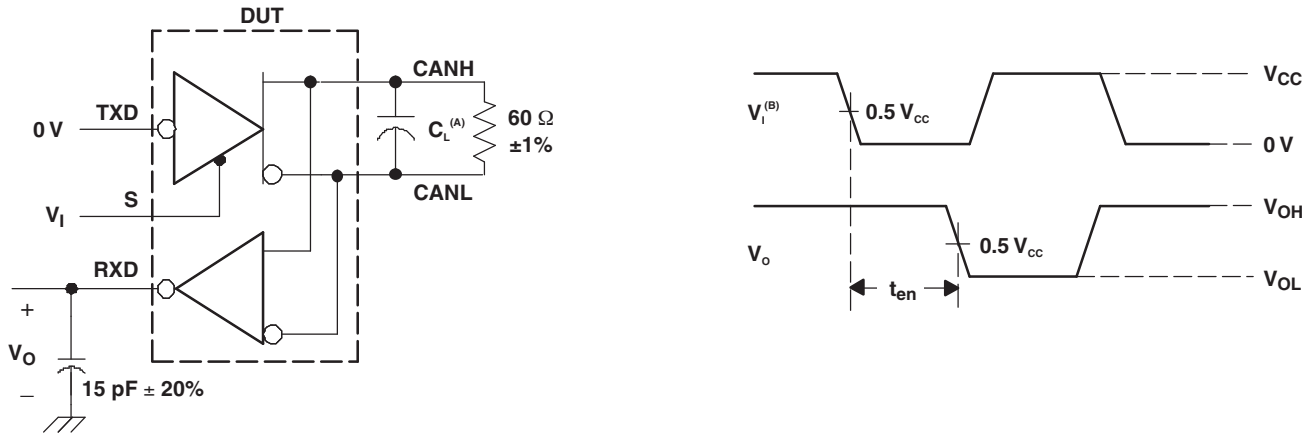 DUT
CANH
TXD
0 V
C_L^(A)
60 Ω
±1%
S
CANL
V_I
RXD
+
V_O
–
15 pF ± 20%
V_CC
V_I^(B)
0.5 V_CC
0 V
V_OH
V_O
0.5 V_CC
t_en
V_OL